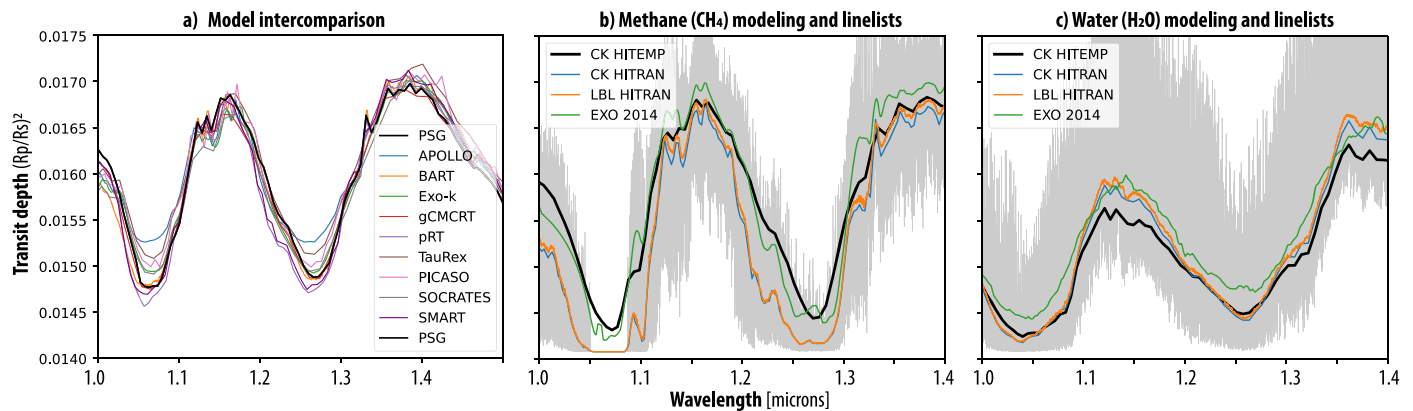 a) Model intercomparison
b) Methane (CH4) modeling and linelists
c) Water (H2O) modeling and linelists
Transit depth (Rp/Rs)2
0.0175
0.0170
0.0165
0.0160
0.0155
0.0150
0.0145
0.0140
PSG
APOLLO
BART
Exo-k
gCMCRT
pRT
TauRex
PICASO
SOCRATES
SMART
PSG
1.0 1.1 1.2 1.3 1.4
CK HITEMP
CK HITRAN
LBL HITRAN
EXO 2014
1.0 1.1 1.2 1.3 1.4
CK HITEMP
CK HITRAN
LBL HITRAN
EXO 2014
1.0 1.1 1.2 1.3 1.4
Wavelength [microns]